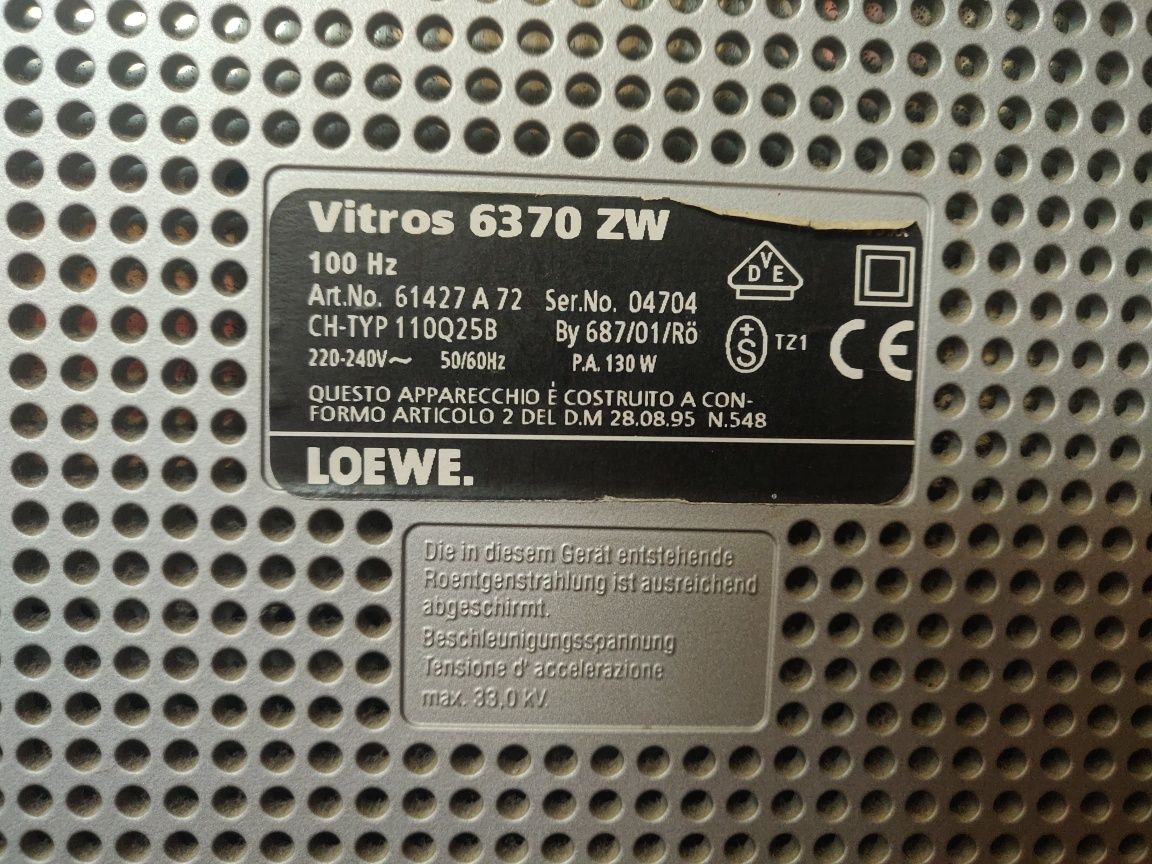 Vitros 6370 ZW
100 Hz
Art.No. 61427 A 72 Ser.No. 04704
CH-TYP 110Q25B By 687/01/Rö
220-240V~ 50/60Hz P.A. 130 W
D V E
+ S TZ1 CE
QUESTO APPARECCHIO È COSTRUITO A CON-
FORMO ARTICOLO 2 DEL D.M 28.08.95 N.548
LOEWE.
Die in diesem Gerät entstehende
Roentgenstrahlung ist ausreichend
abgeschirmt.
Beschleunigungsspannung
Tensione d' accelerazione
max. 33,0 kV